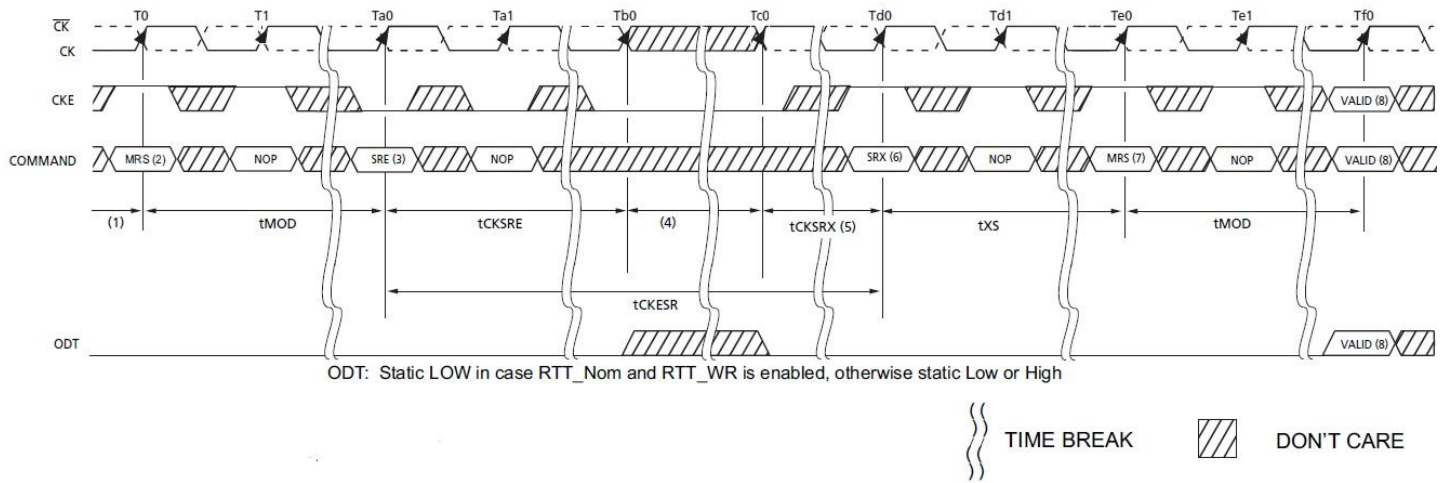 T0 T1 Ta0 Ta1 Tb0 Tc0 Td0 Td1 Te0 Te1 Tf0
CK
CK
CKE VALID (8)
COMMAND MRS (2) NOP SRE (3) NOP SRX (6) NOP MRS (7) NOP VALID (8)
(1) tMOD tCKSRE (4) tCKSRX (5) tXS tMOD
tCKESR
ODT VALID (8)
ODT: Static LOW in case RTT_Nom and RTT_WR is enabled, otherwise static Low or High
TIME BREAK DON'T CARE